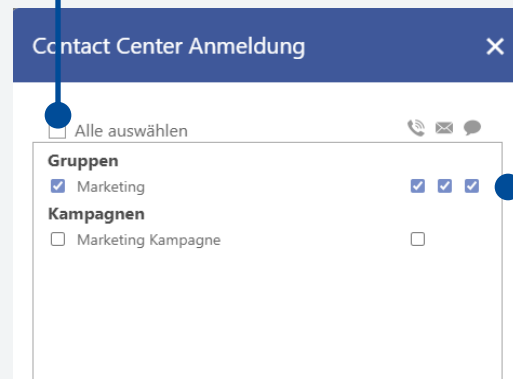 Contact Center Anmeldung
Alle auswählen
Gruppen
Marketing
Kampagnen
Marketing Kampagne